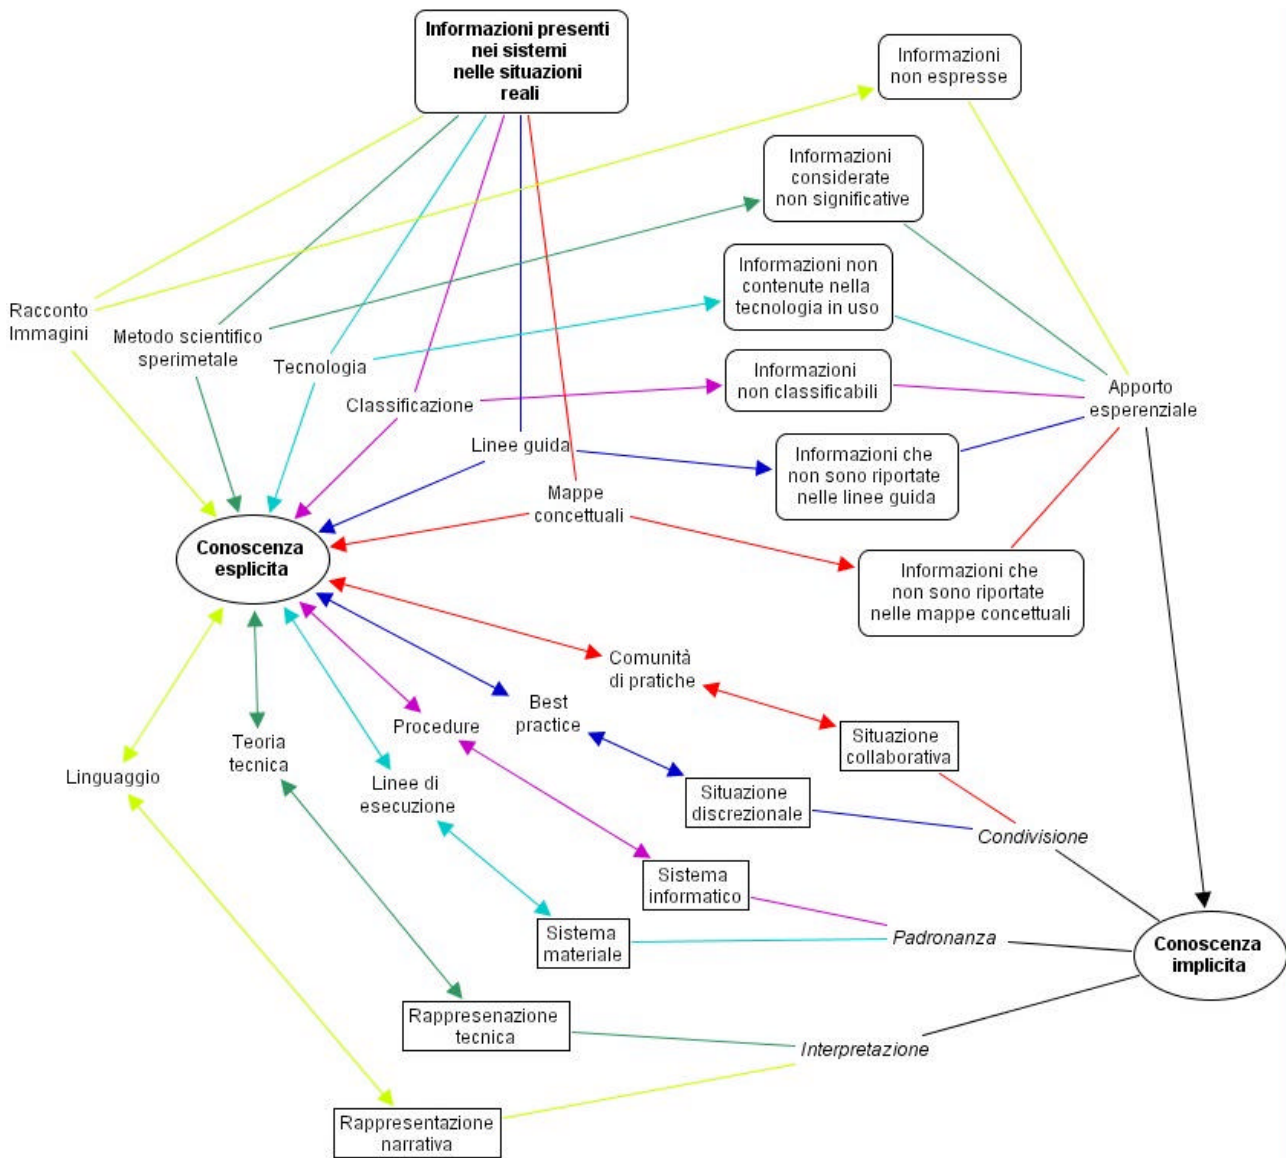 Informazioni presenti
nei sistemi
nelle situazioni
reali
Informazioni
non espresse
Informazioni
considerate
non significative
Informazioni non
contenute nella
tecnologia in uso
Racconto
Immagini
Metodo scientifico
sperimetale
Tecnologia
Informazioni
non classificabili
Classificazione
Apporto
esperenziale
Linee guida
Informazioni che
non sono riportate
nelle linee guida
Mappe
concettuali
Conoscenza
esplicita
Informazioni che
non sono riportate
nelle mappe concettuali
Comunità
di pratiche
Best
practice
Procedure
Situazione
collaborativa
Teoria
tecnica
Linguaggio
Linee di
esecuzione
Situazione
discrezionale
Condivisione
Sistema
informatico
Sistema
materiale
Padronanza
Conoscenza
implicita
Rappresenazione
tecnica
Interpretazione
Rappresentazione
narrativa